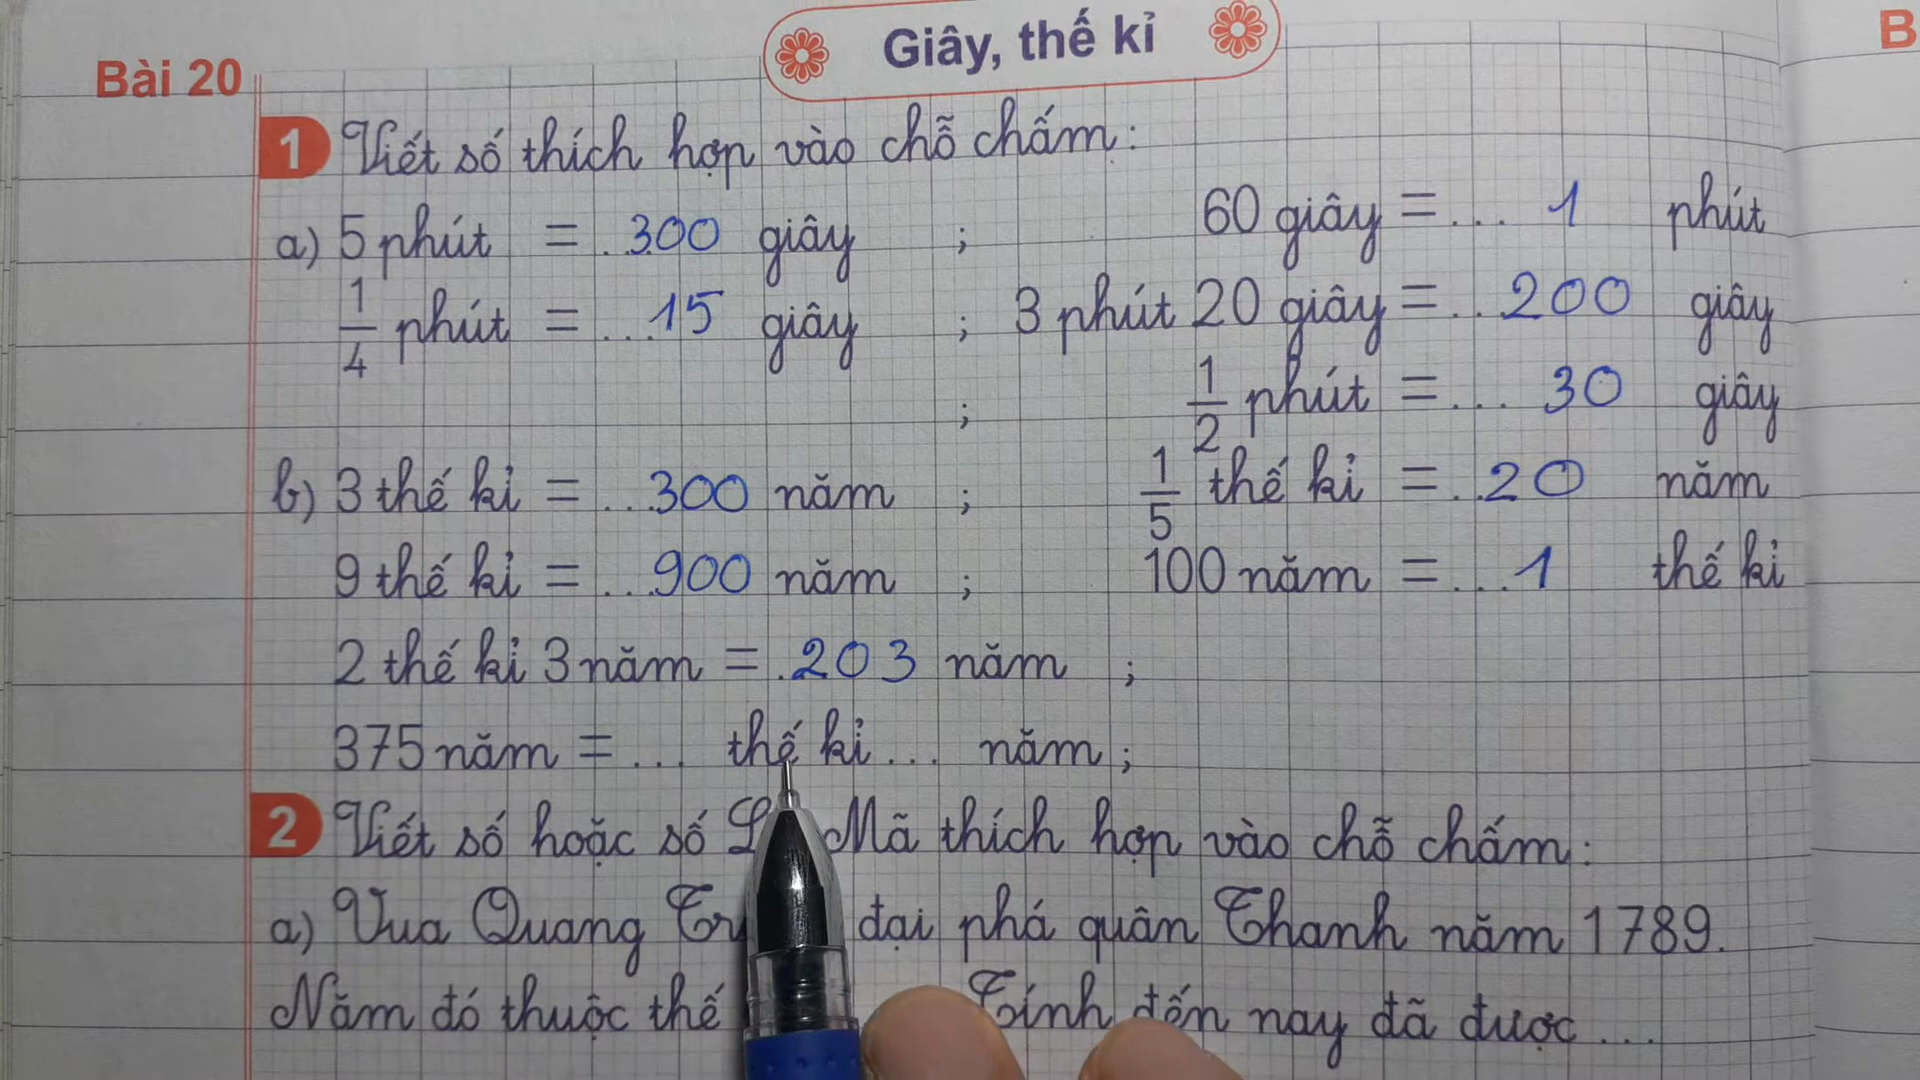 Bài 20
Giây, thế kỉ
B
1 Viết số thích hợp vào chỗ chấm:
a) 5 phút = ...300 giây ; 60 giây = ... 1 phút
1/4 phút = ...15 giây ; 3 phút 20 giây = ...200 giây
; 1/2 phút = ... 30 giây
b) 3 thế kỉ = ...300 năm ; 1/5 thế kỉ = ...20 năm
9 thế kỉ = ...900 năm ; 100 năm = ...1 thế kỉ
2 thế kỉ 3 năm = .203 năm ;
375 năm = ... thế kỉ ... năm ;
2 Viết số hoặc số Mã thích hợp vào chỗ chấm:
a) Vua Quang đại phá quân Thanh năm 1789.
Năm đó thuộc thế Tính đến nay đã được ...